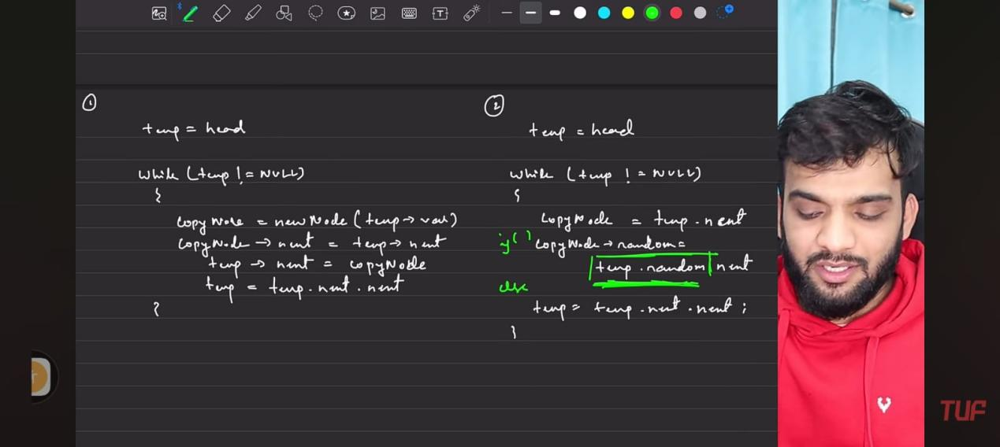 T
①
temp = head
while (temp != NULL)
{
copyNode = newNode (temp → val)
copyNode → next = temp → next
temp → next = copyNode
temp = temp.next.next
}
②
temp = head
while (temp != NULL)
{
copyNode = temp.next
if( ) copyNode → random =
temp.random next
else
temp = temp.next.next ;
}
TUF